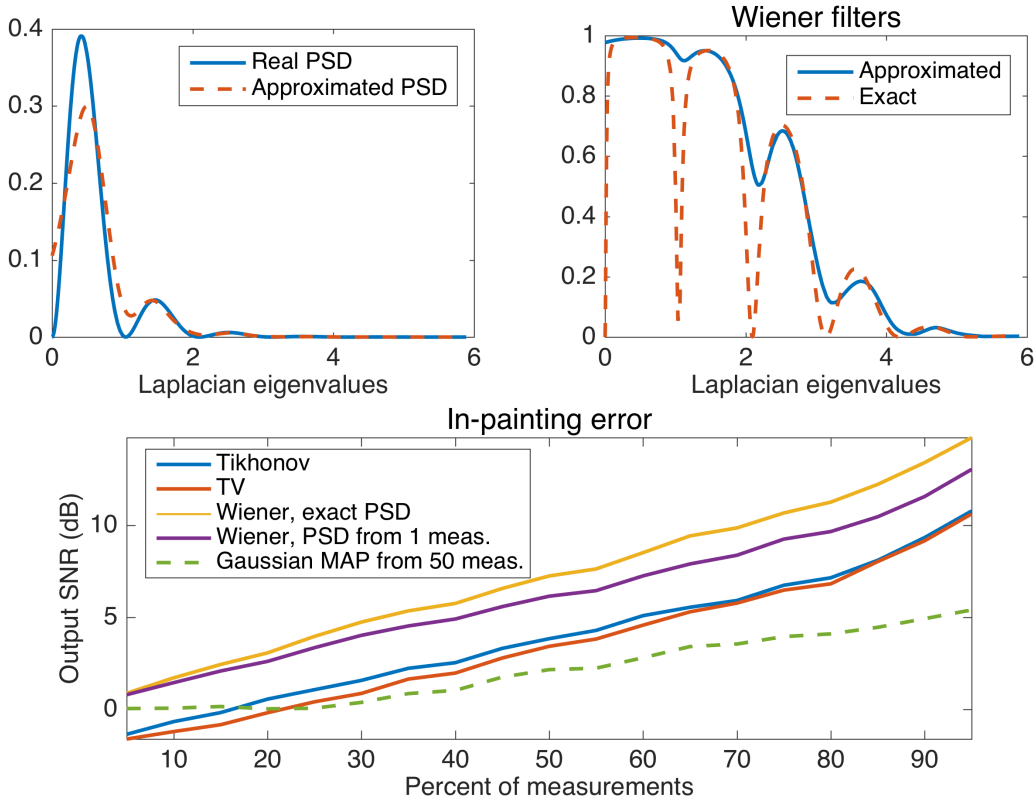 0.4
0.3
0.2
0.1
0
0 2 4 6
Laplacian eigenvalues
Real PSD
Approximated PSD
Wiener filters
1
0.8
0.6
0.4
0.2
0
0 2 4 6
Laplacian eigenvalues
Approximated
Exact
In-painting error
Output SNR (dB)
10
5
0
10 20 30 40 50 60 70 80 90
Percent of measurements
Tikhonov
TV
Wiener, exact PSD
Wiener, PSD from 1 meas.
Gaussian MAP from 50 meas.